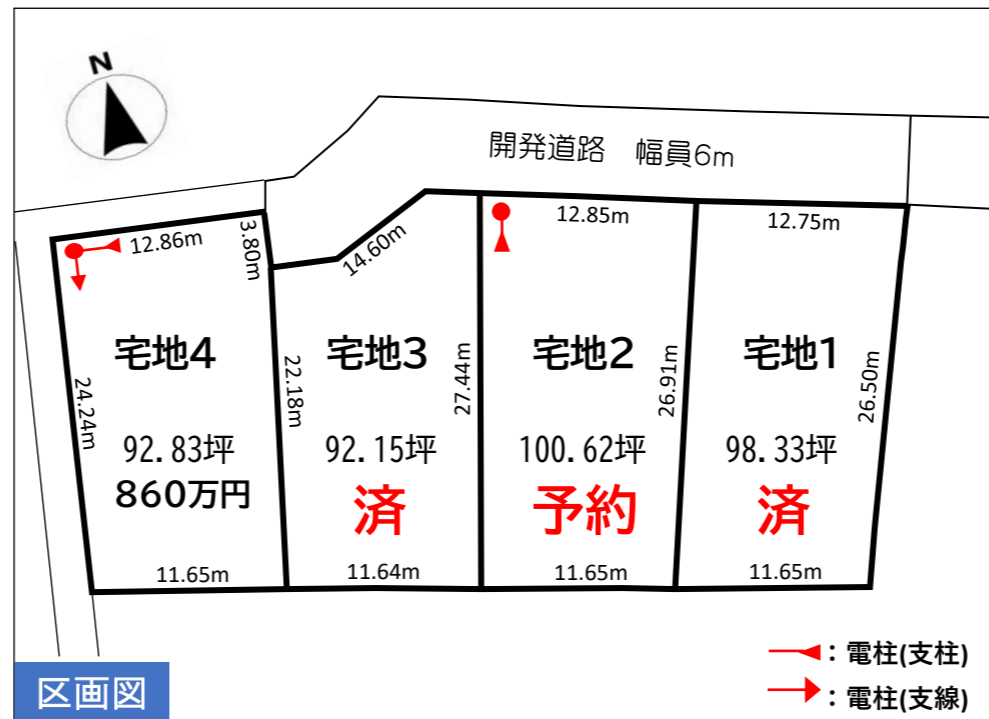 N
開発道路 幅員6m
12.86m
3.80m
14.60m
12.85m
12.75m
宅地4
宅地3
宅地2
宅地1
24.24m
22.18m
27.44m
26.91m
26.50m
92.83坪
92.15坪
100.62坪
98.33坪
860万円
済
予約
済
11.65m
11.64m
11.65m
11.65m
：電柱(支柱)
：電柱(支線)
区画図